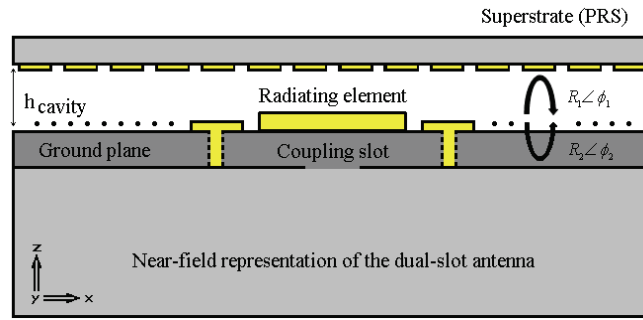 Superstrate (PRS)
h cavity
Radiating element
R₁∠ϕ₁
Ground plane
Coupling slot
R₂∠ϕ₂
Near-field representation of the dual-slot antenna
z
y
x